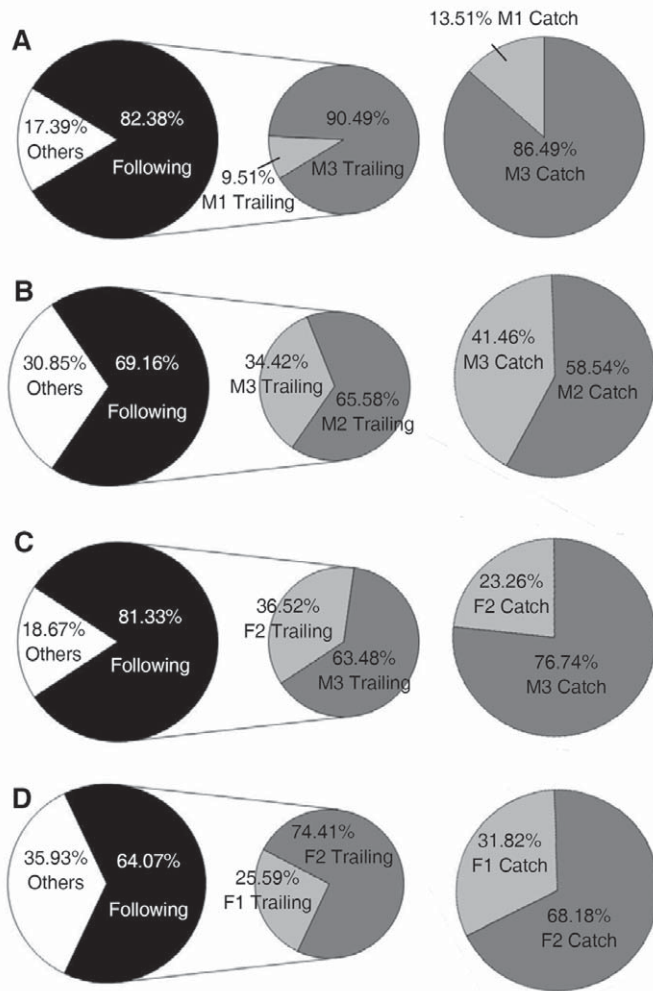 A
17.39%
Others
82.38%
Following
90.49%
M3 Trailing
9.51%
M1 Trailing
13.51% M1 Catch
86.49%
M3 Catch
B
30.85%
Others
69.16%
Following
34.42%
M3 Trailing
65.58%
M2 Trailing
41.46%
M3 Catch
58.54%
M2 Catch
C
18.67%
Others
81.33%
Following
36.52%
F2 Trailing
63.48%
M3 Trailing
23.26%
F2 Catch
76.74%
M3 Catch
D
35.93%
Others
64.07%
Following
74.41%
F2 Trailing
25.59%
F1 Trailing
31.82%
F1 Catch
68.18%
F2 Catch